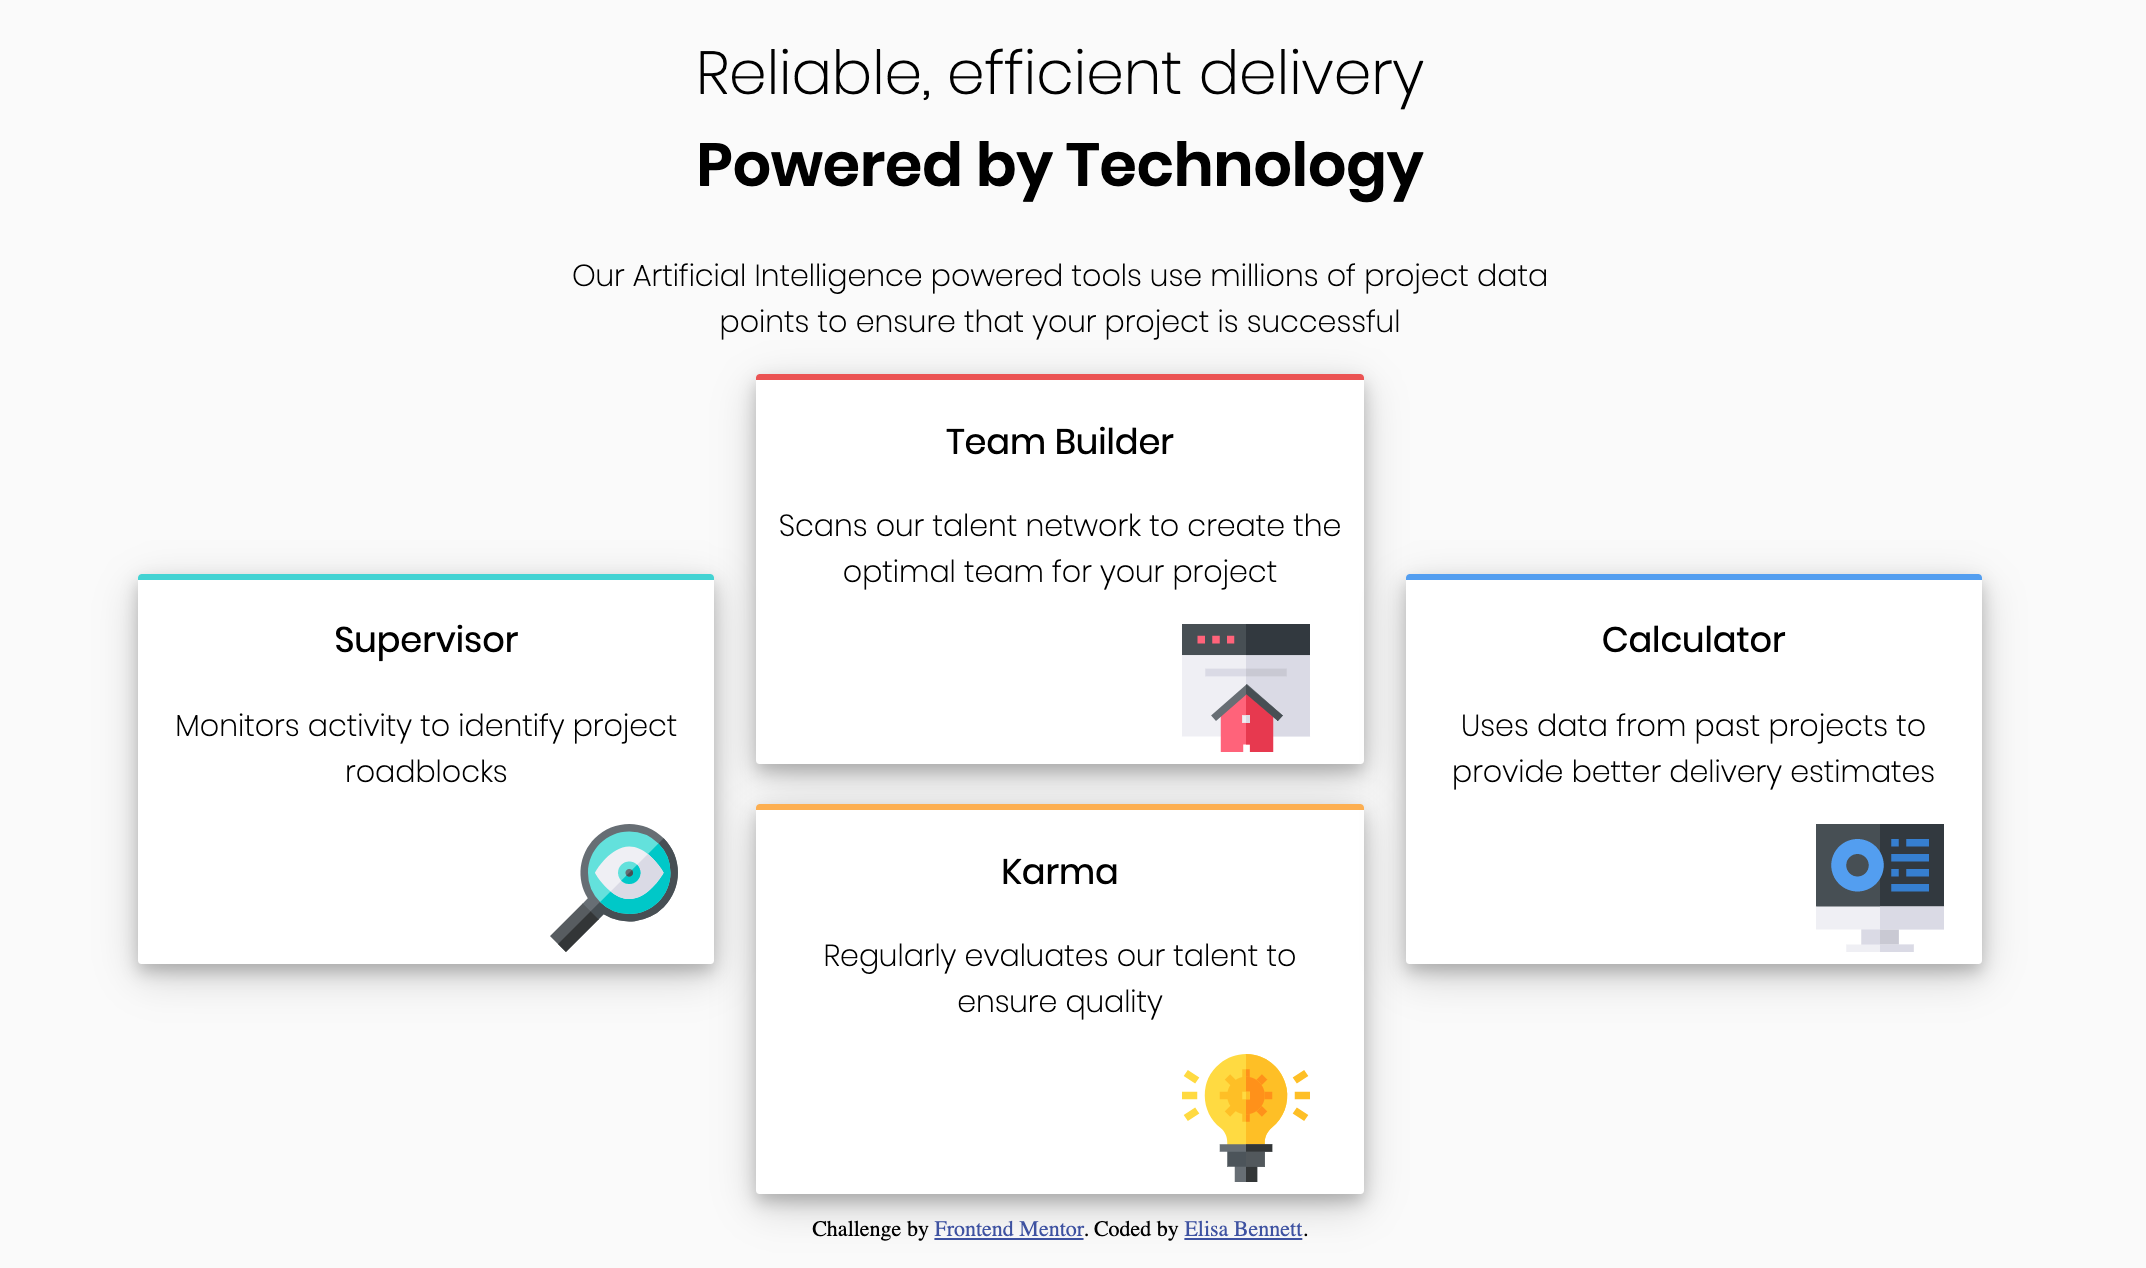 Reliable, efficient delivery
Powered by Technology
Our Artificial Intelligence powered tools use millions of project data
points to ensure that your project is successful
Supervisor
Monitors activity to identify project
roadblocks
Team Builder
Scans our talent network to create the
optimal team for your project
Karma
Regularly evaluates our talent to
ensure quality
Calculator
Uses data from past projects to
provide better delivery estimates
Challenge by Frontend Mentor. Coded by Elisa Bennett.